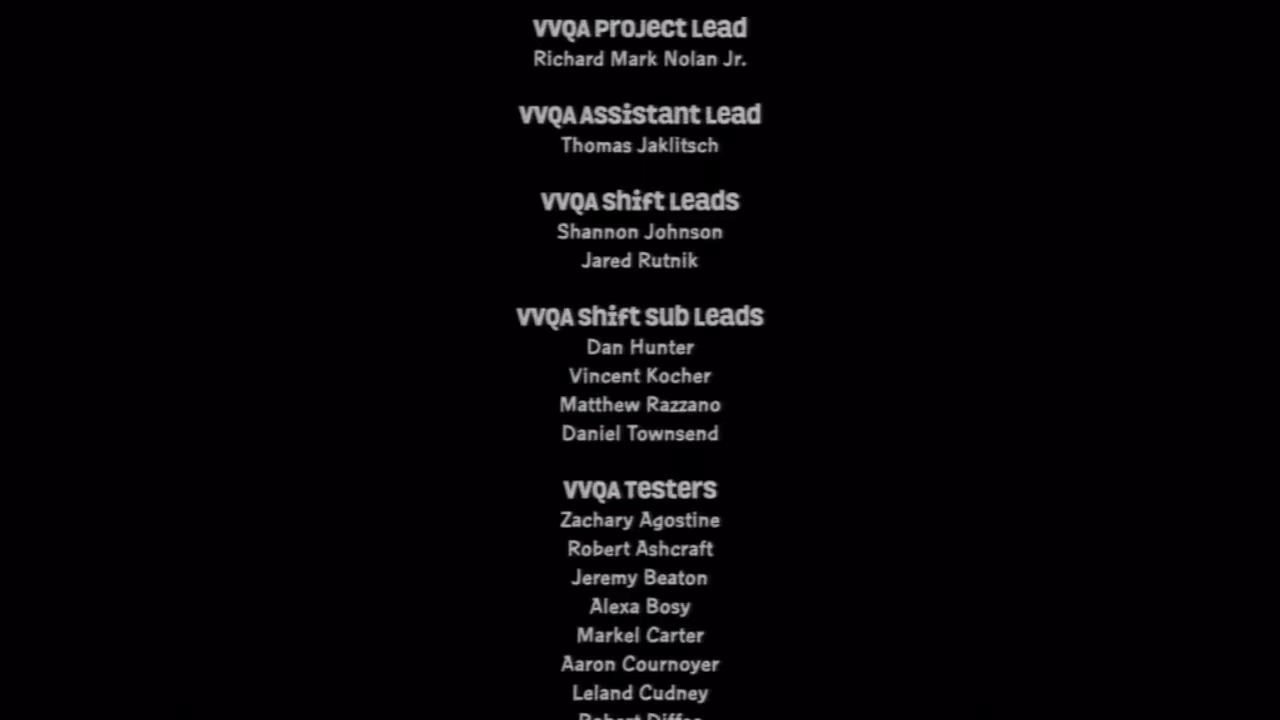 VVQA Project Lead
Richard Mark Nolan Jr.
VVQA Assistant Lead
Thomas Jaklitsch
VVQA Shift Leads
Shannon Johnson
Jared Rutnik
VVQA Shift Sub Leads
Dan Hunter
Vincent Kocher
Matthew Razzano
Daniel Townsend
VVQA Testers
Zachary Agostine
Robert Ashcraft
Jeremy Beaton
Alexa Bosy
Markel Carter
Aaron Cournoyer
Leland Cudney
Robert